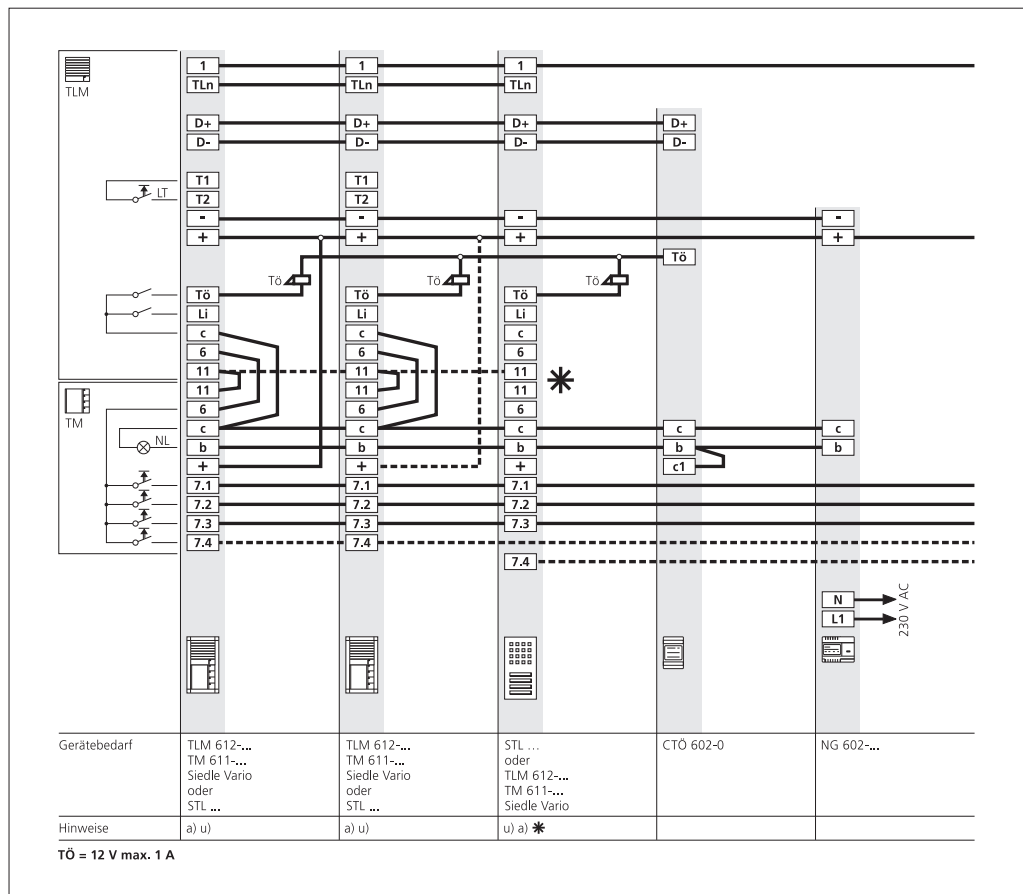 1 1 1
TLM TLn TLn TLn
D+ D+ D+ D+
D- D- D- D-
T1 T1
LT T2 T2
- - - -
+ + + +
Tö
Tö Tö Tö
Tö Tö Tö
Li Li Li
c c c
6 6 6
11 11 11
11 11 11 ✱
TM 6 6 6
c c c c c
NL b b b b b
+ + + c1
7.1 7.1 7.1
7.2 7.2 7.2
7.3 7.3 7.3
7.4 7.4
7.4
N
L1
230 V AC
Gerätebedarf
TLM 612-...
TM 611-...
Siedle Vario
oder
STL ...
TLM 612-...
TM 611-...
Siedle Vario
oder
STL ...
STL ...
oder
TLM 612-...
TM 611-...
Siedle Vario
CTÖ 602-0
NG 602-...
Hinweise a) u) a) u) u) a) ✱
TÖ = 12 V max. 1 A